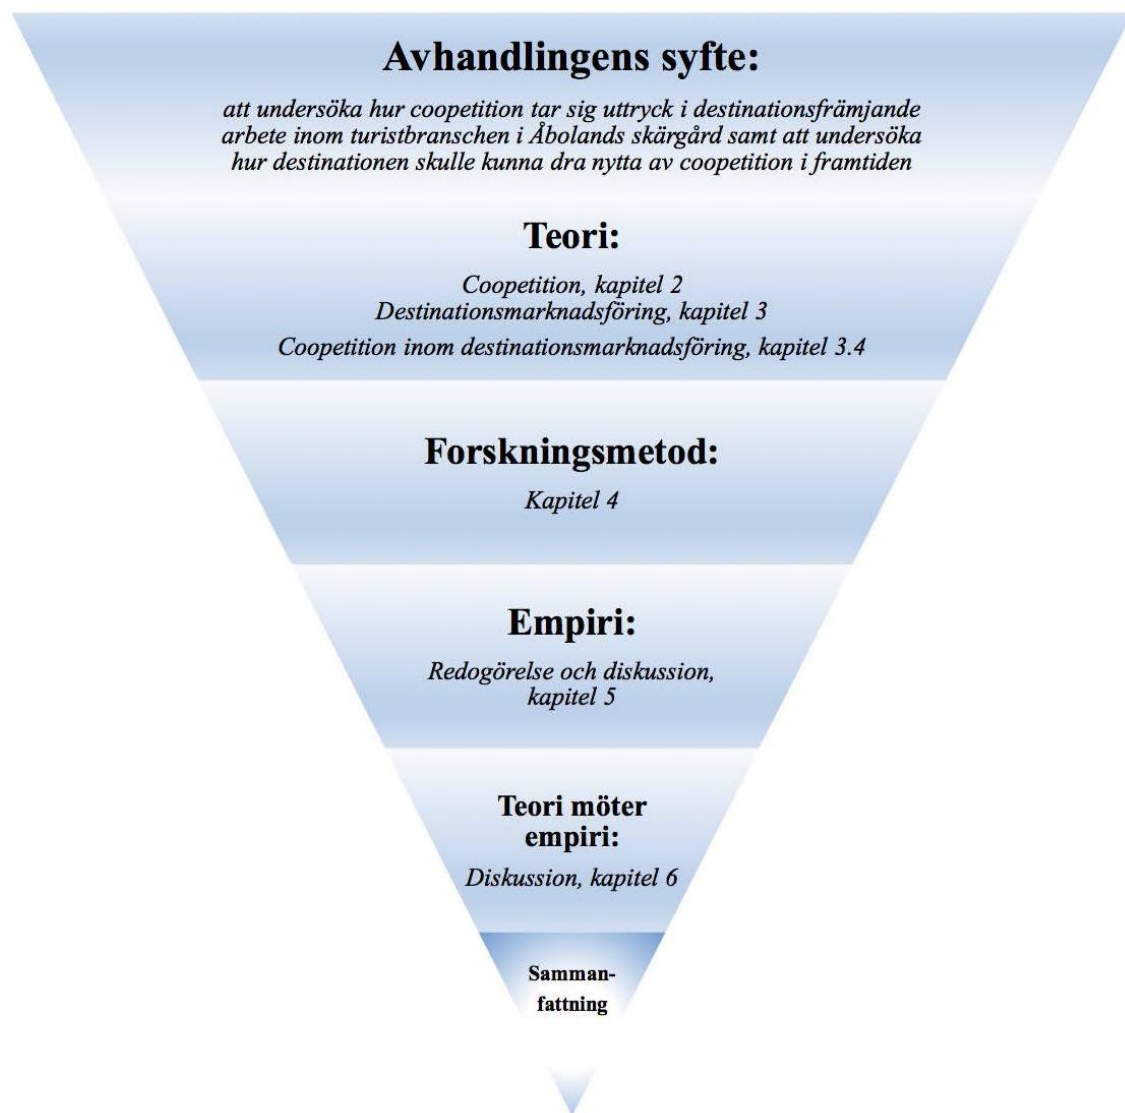 Avhandlingens syfte:
att undersöka hur coopetition tar sig uttryck i destinationsfrämjande
arbete inom turistbranschen i Åbolands skärgård samt att undersöka
hur destinationen skulle kunna dra nytta av coopetition i framtiden
Teori:
Coopetition, kapitel 2
Destinationsmarknadsföring, kapitel 3
Coopetition inom destinationsmarknadsföring, kapitel 3.4
Forskningsmetod:
Kapitel 4
Empiri:
Redogörelse och diskussion,
kapitel 5
Teori möter
empiri:
Diskussion, kapitel 6
Samman-
fattning